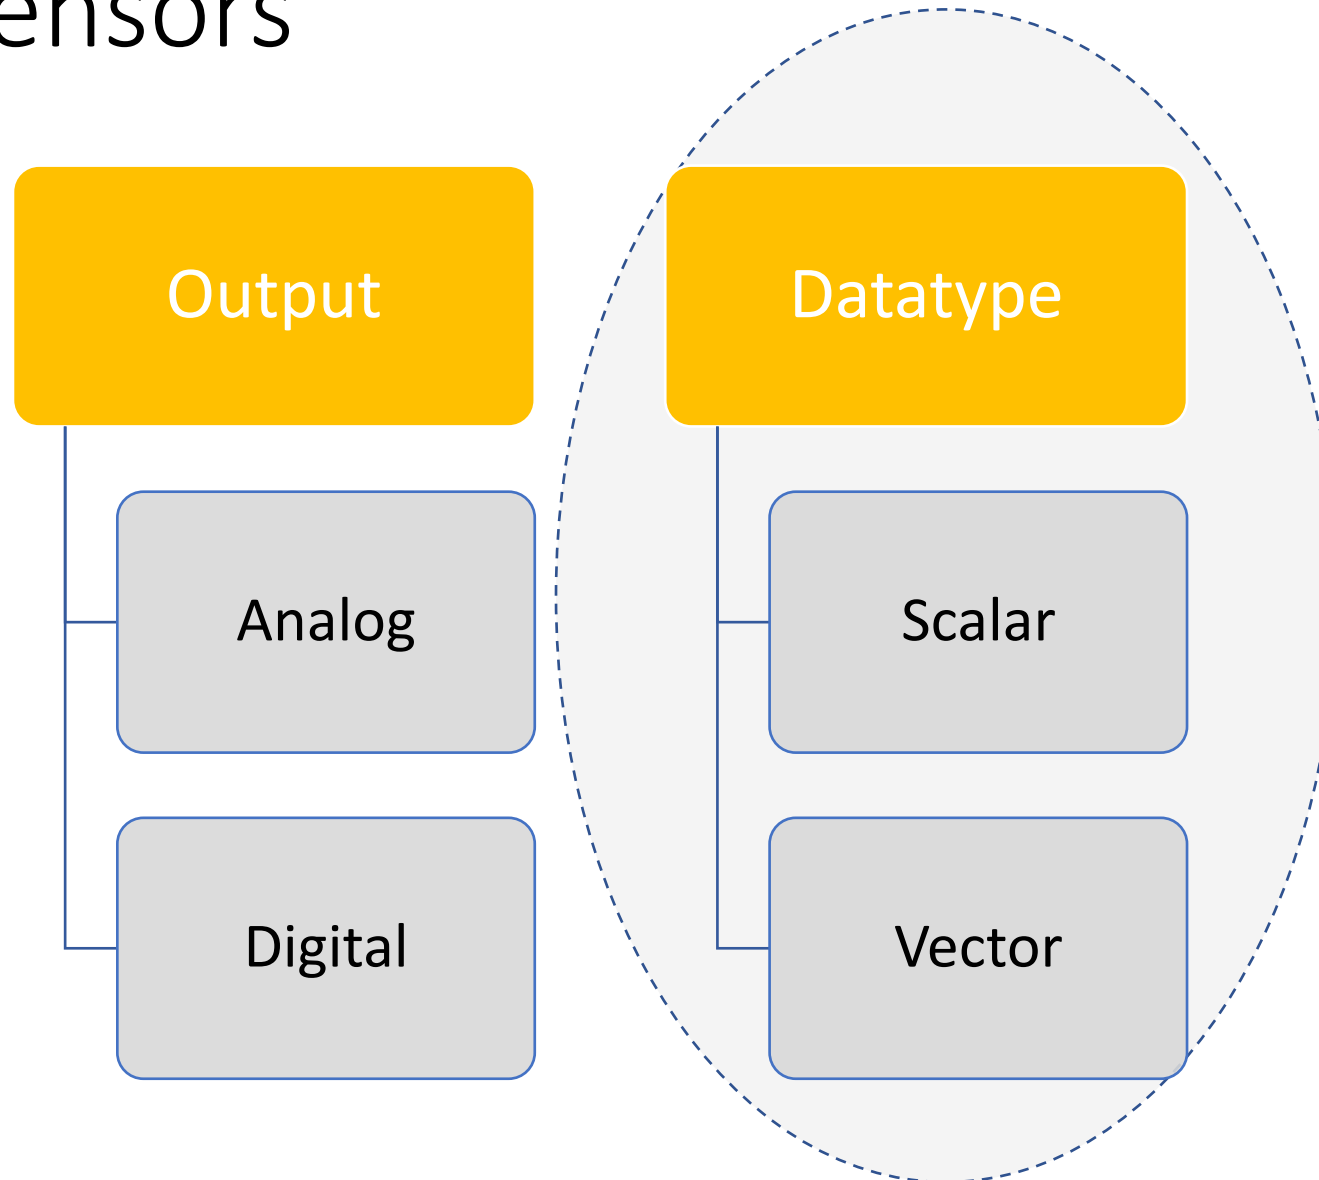 ensors
Output
Analog
Digital
Datatype
Scalar
Vector